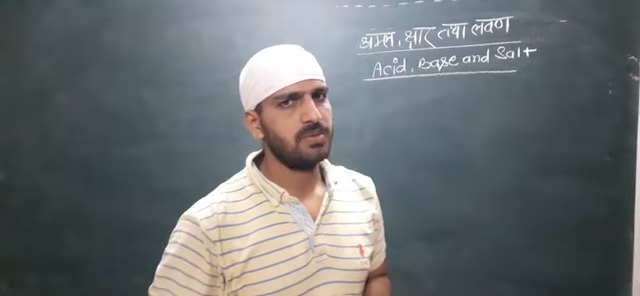 अम्ल, क्षार तथा लवण
Acid, Base and Salt